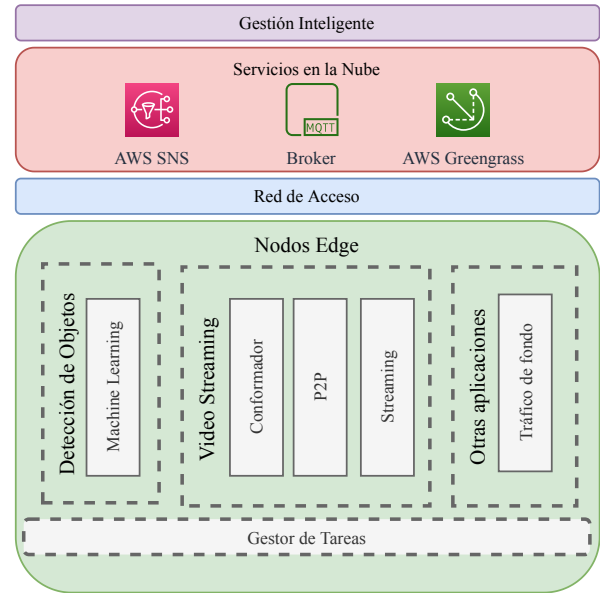 Gestión Inteligente
Servicios en la Nube
MQTT
AWS SNS
Broker
AWS Greengrass
Red de Acceso
Nodos Edge
Detección de Objetos
Machine Learning
Video Streaming
Conformador
P2P
Streaming
Otras aplicaciones
Tráfico de fondo
Gestor de Tareas